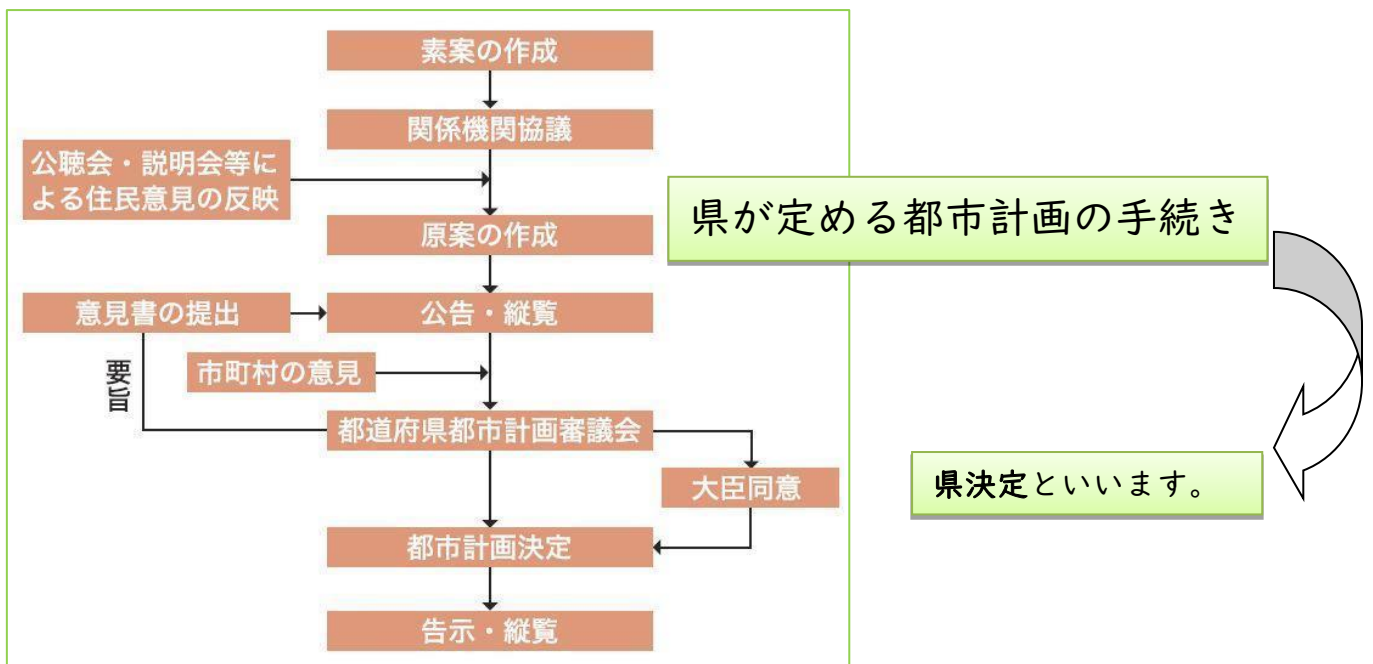 素案の作成
関係機関協議
公聴会・説明会等に
よる住民意見の反映
県が定める都市計画の手続き
原案の作成
意見書の提出
公告・縦覧
要旨
市町村の意見
都道府県都市計画審議会
大臣同意
県決定といいます。
都市計画決定
告示・縦覧